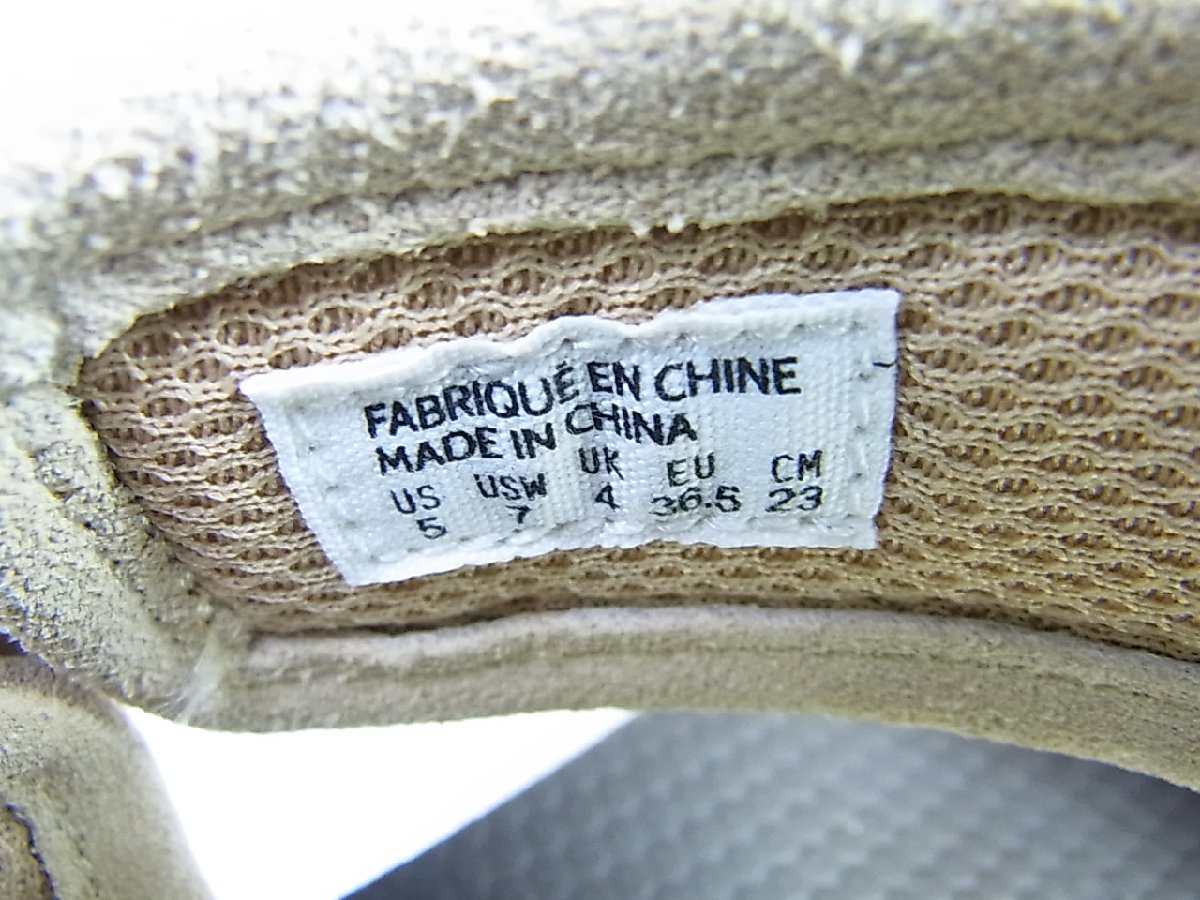 FABRIQUÉ EN CHINE
MADE IN CHINA
US USW UK EU CM
5 7 4 36.5 23